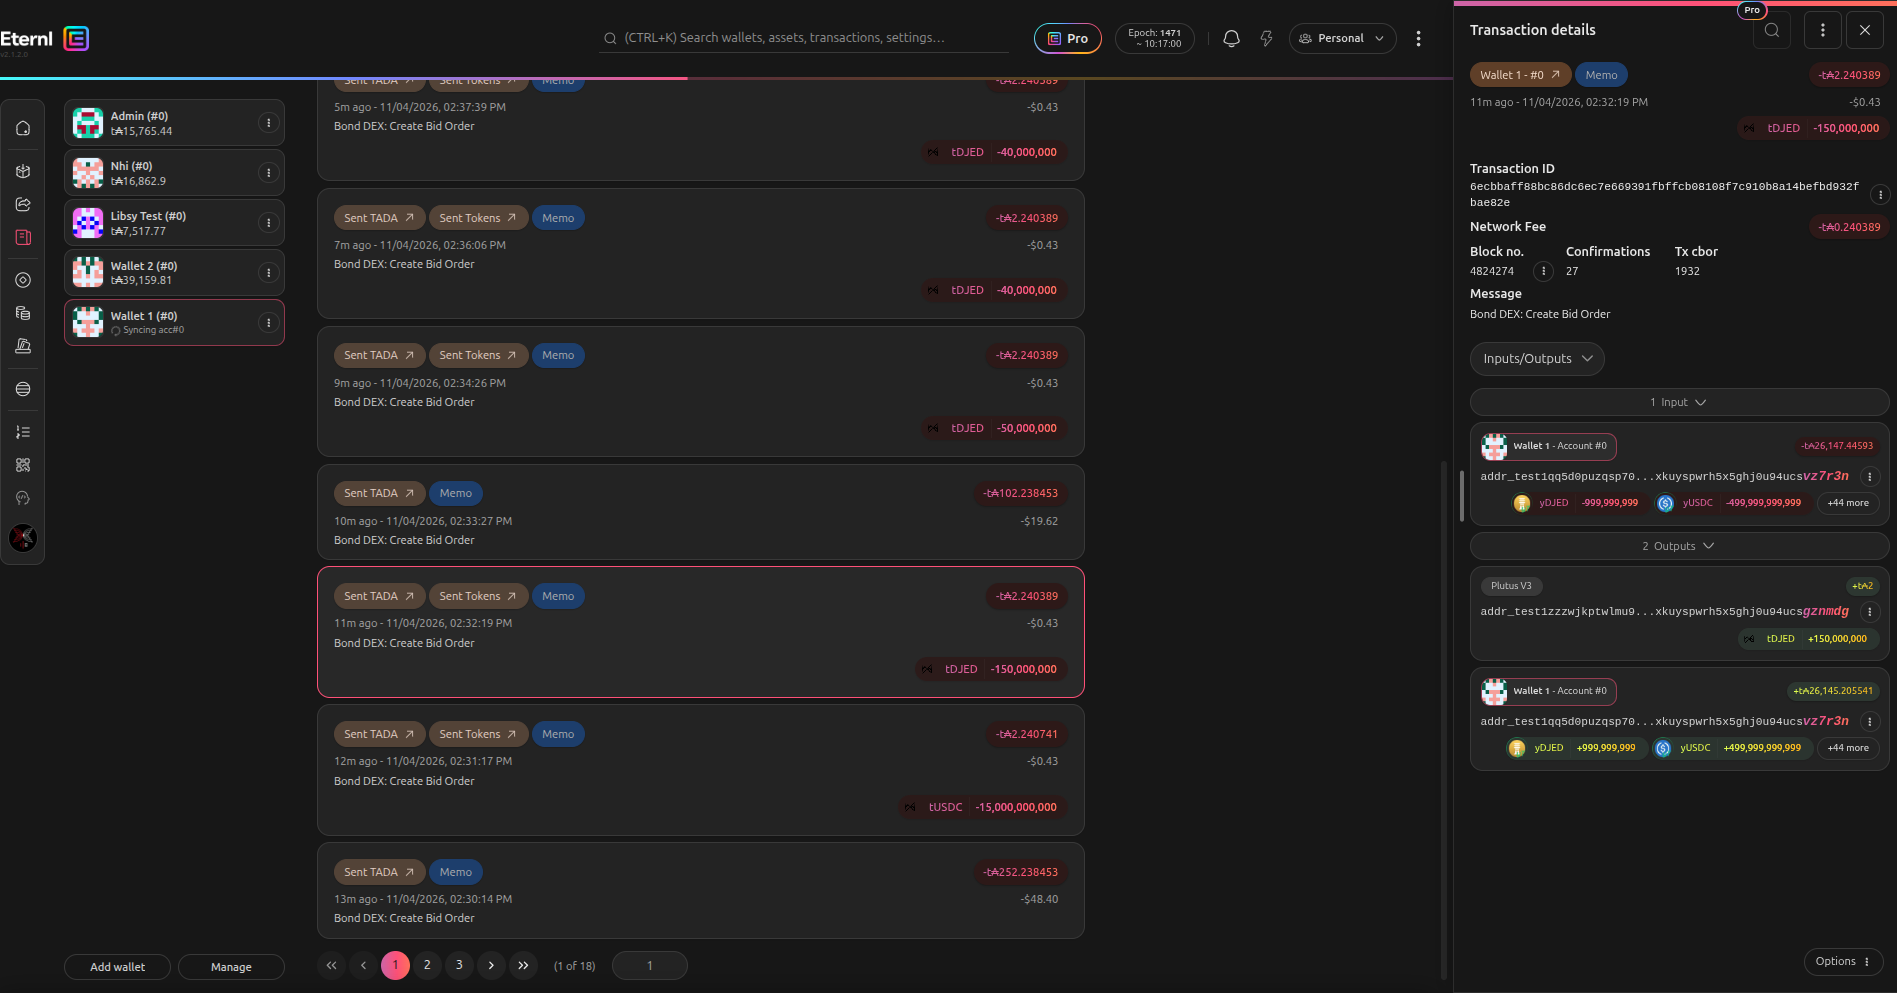 Eternl
v2.1.2.0
(CTRL+K) Search wallets, assets, transactions, settings...
Pro
Epoch: 1471
~ 10:17:00
Personal
Admin (#0)
t₳15,765.44
Nhi (#0)
t₳16,862.9
Libsy Test (#0)
t₳7,517.77
Wallet 2 (#0)
t₳39,159.81
Wallet 1 (#0)
Syncing acc#0
Add wallet
Manage
Sent TADA Sent Tokens Memo -t₳2.240389
5m ago - 11/04/2026, 02:37:39 PM -$0.43
Bond DEX: Create Bid Order
tDJED -40,000,000
Sent TADA Sent Tokens Memo -t₳2.240389
7m ago - 11/04/2026, 02:36:06 PM -$0.43
Bond DEX: Create Bid Order
tDJED -40,000,000
Sent TADA Sent Tokens Memo -t₳2.240389
9m ago - 11/04/2026, 02:34:26 PM -$0.43
Bond DEX: Create Bid Order
tDJED -50,000,000
Sent TADA Memo -t₳102.238453
10m ago - 11/04/2026, 02:33:27 PM -$19.62
Bond DEX: Create Bid Order
Sent TADA Sent Tokens Memo -t₳2.240389
11m ago - 11/04/2026, 02:32:19 PM -$0.43
Bond DEX: Create Bid Order
tDJED -150,000,000
Sent TADA Sent Tokens Memo -t₳2.240741
12m ago - 11/04/2026, 02:31:17 PM -$0.43
Bond DEX: Create Bid Order
tUSDC -15,000,000,000
Sent TADA Memo -t₳252.238453
13m ago - 11/04/2026, 02:30:14 PM -$48.40
Bond DEX: Create Bid Order
1 2 3 (1 of 18) 1
Transaction details
Pro
Wallet 1 - #0 Memo -t₳2.240389
11m ago - 11/04/2026, 02:32:19 PM -$0.43
tDJED -150,000,000
Transaction ID
6ecbbaff88bc86dc6ec7e669391fbffcb08108f7c910b8a14befbd932f
bae82e
Network Fee -t₳0.240389
Block no. Confirmations Tx cbor
4824274 27 1932
Message
Bond DEX: Create Bid Order
Inputs/Outputs
1 Input
Wallet 1 - Account #0 -t₳26,147.44593
addr_test1qq5d0puzqsp70...xkuyspwrh5x5ghj0u94ucsvz7r3n
yDJED -999,999,999 yUSDC -499,999,999,999 +44 more
2 Outputs
Plutus V3 +t₳2
addr_test1zzzwjkptwlmu9...xkuyspwrh5x5ghj0u94ucsgznmdg
tDJED +150,000,000
Wallet 1 - Account #0 +t₳26,145.205541
addr_test1qq5d0puzqsp70...xkuyspwrh5x5ghj0u94ucsvz7r3n
yDJED +999,999,999 yUSDC +499,999,999,999 +44 more
Options